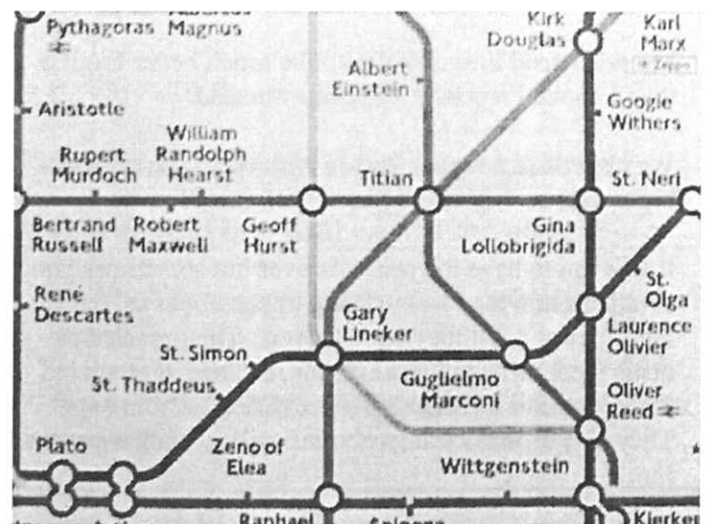 Pythagoras
Magnus
Kirk
Douglas
Karl
Marx
Albert
Einstein
Aristotle
Google
Withers
William
Randolph
Hearst
Rupert
Murdoch
Titian
St. Neri
Bertrand
Russell
Robert
Maxwell
Geoff
Hurst
Gina
Lollobrigida
St.
Olga
René
Descartes
Gary
Lineker
Laurence
Olivier
St. Simon
St. Thaddeus
Guglielmo
Marconi
Oliver
Reed
Plato
Zeno of
Elea
Wittgenstein
Raphael